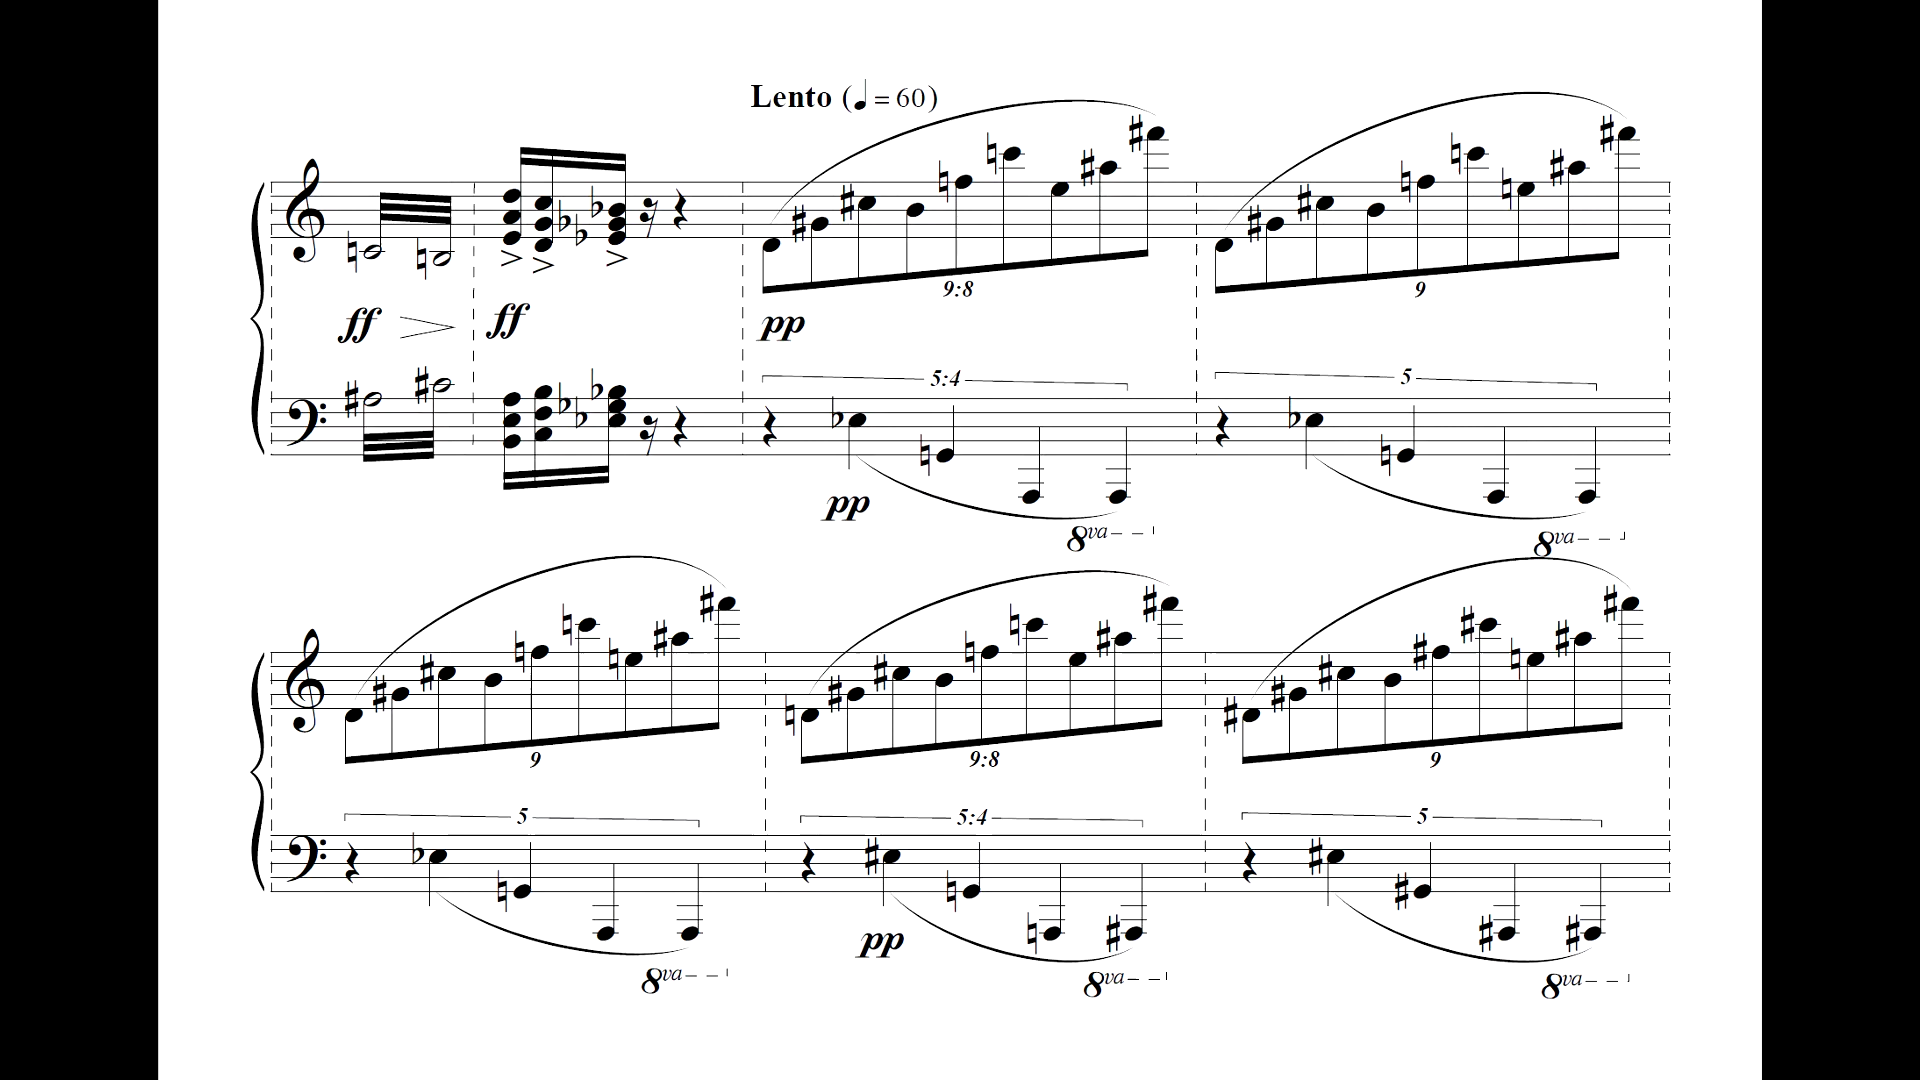 Lento (♩ = 60)
9:8 9
ff ff pp
5:4 5
pp
8va 8va
9 9:8 9
5 5:4 5
pp
8va 8va 8va